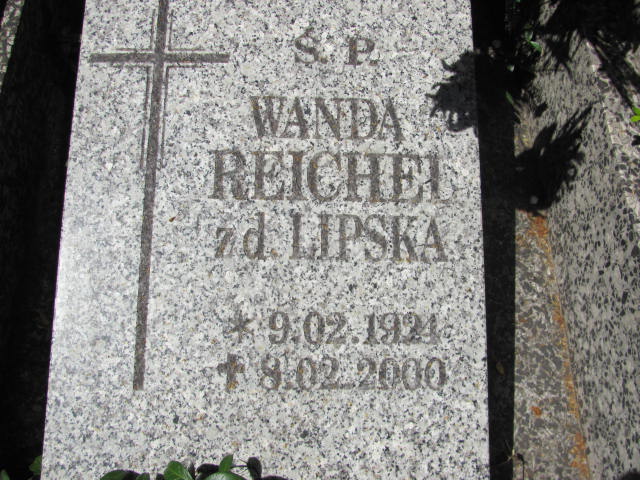 Ś. P.
WANDA
REICHEL
z d. LIPSKA
* 9.02.1924
✝ 8.02.2000